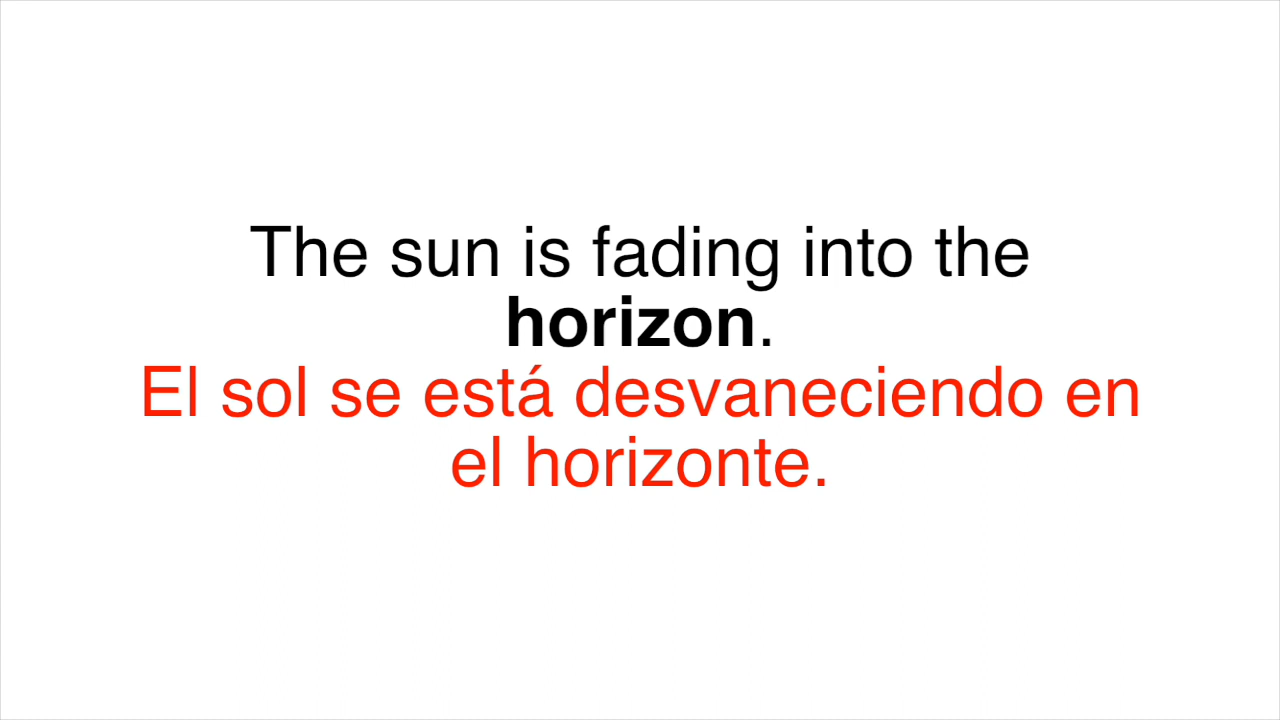 The sun is fading into the
horizon.
El sol se está desvaneciendo en
el horizonte.